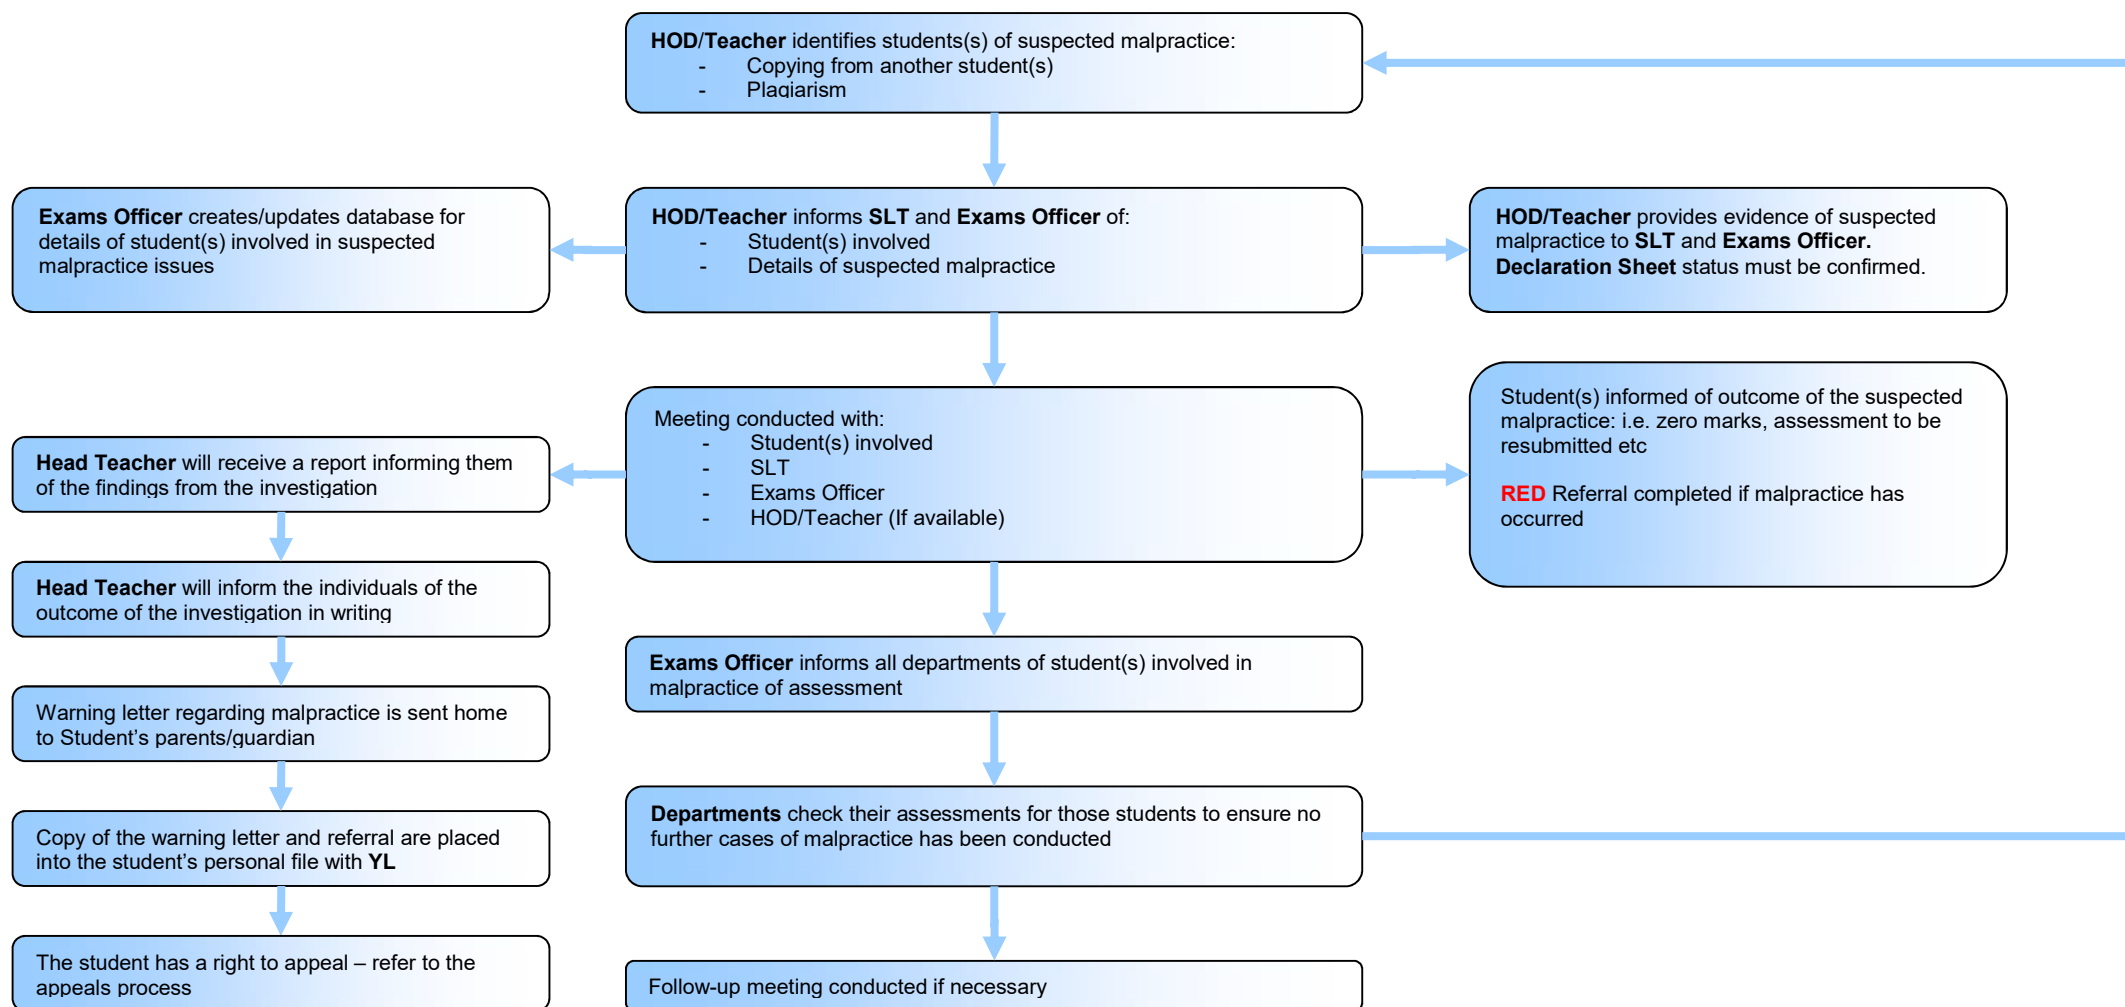 HOD/Teacher identifies students(s) of suspected malpractice:
- Copying from another student(s)
- Plagiarism
Exams Officer creates/updates database for
details of student(s) involved in suspected
malpractice issues
HOD/Teacher informs SLT and Exams Officer of:
- Student(s) involved
- Details of suspected malpractice
HOD/Teacher provides evidence of suspected
malpractice to SLT and Exams Officer.
Declaration Sheet status must be confirmed.
Meeting conducted with:
- Student(s) involved
- SLT
- Exams Officer
- HOD/Teacher (If available)
Student(s) informed of outcome of the suspected
malpractice: i.e. zero marks, assessment to be
resubmitted etc
RED Referral completed if malpractice has
occurred
Head Teacher will receive a report informing them
of the findings from the investigation
Head Teacher will inform the individuals of the
outcome of the investigation in writing
Warning letter regarding malpractice is sent home
to Student’s parents/guardian
Copy of the warning letter and referral are placed
into the student’s personal file with YL
The student has a right to appeal – refer to the
appeals process
Exams Officer informs all departments of student(s) involved in
malpractice of assessment
Departments check their assessments for those students to ensure no
further cases of malpractice has been conducted
Follow-up meeting conducted if necessary